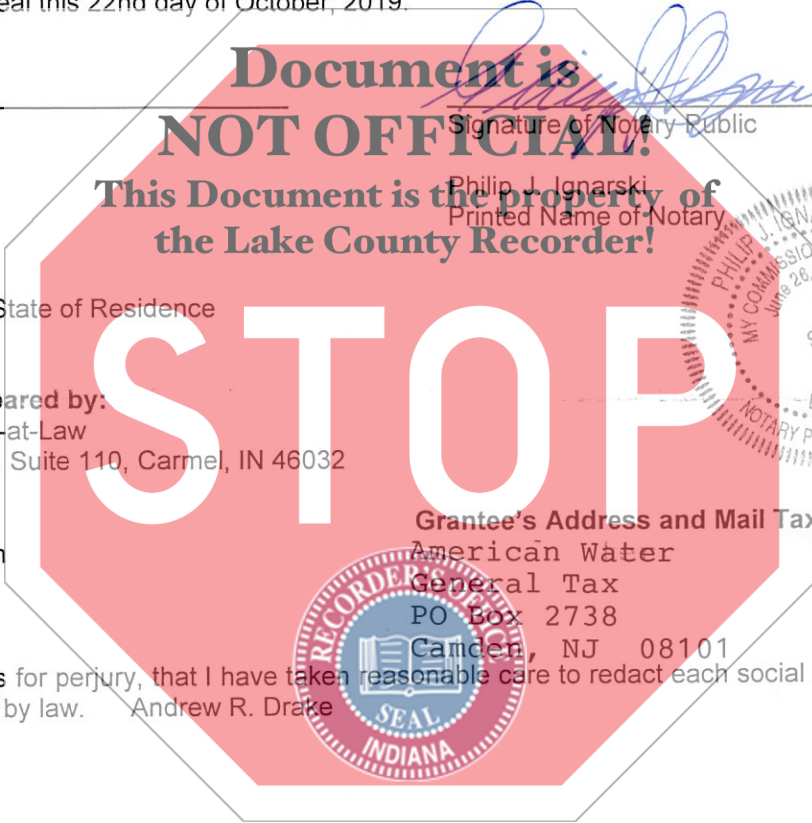 eal this 22nd day of October, 2019.
Document is
NOT OFFICIAL!
Signature of Notary Public
This Document is the property of
the Lake County Recorder!
Philip J. Ignarski
Printed Name of Notary
PHILIP J. IGNA
MY COMMISSIO
June 26,
NOTARY P
State of Residence
STOP
ared by:
-at-Law
Suite 110, Carmel, IN 46032
Grantee's Address and Mail Tax
American Water
General Tax
PO Box 2738
Camden, NJ 08101
RECORDER'S OFFICE
SEAL
INDIANA
s for perjury, that I have taken reasonable care to redact each social
by law. Andrew R. Drake